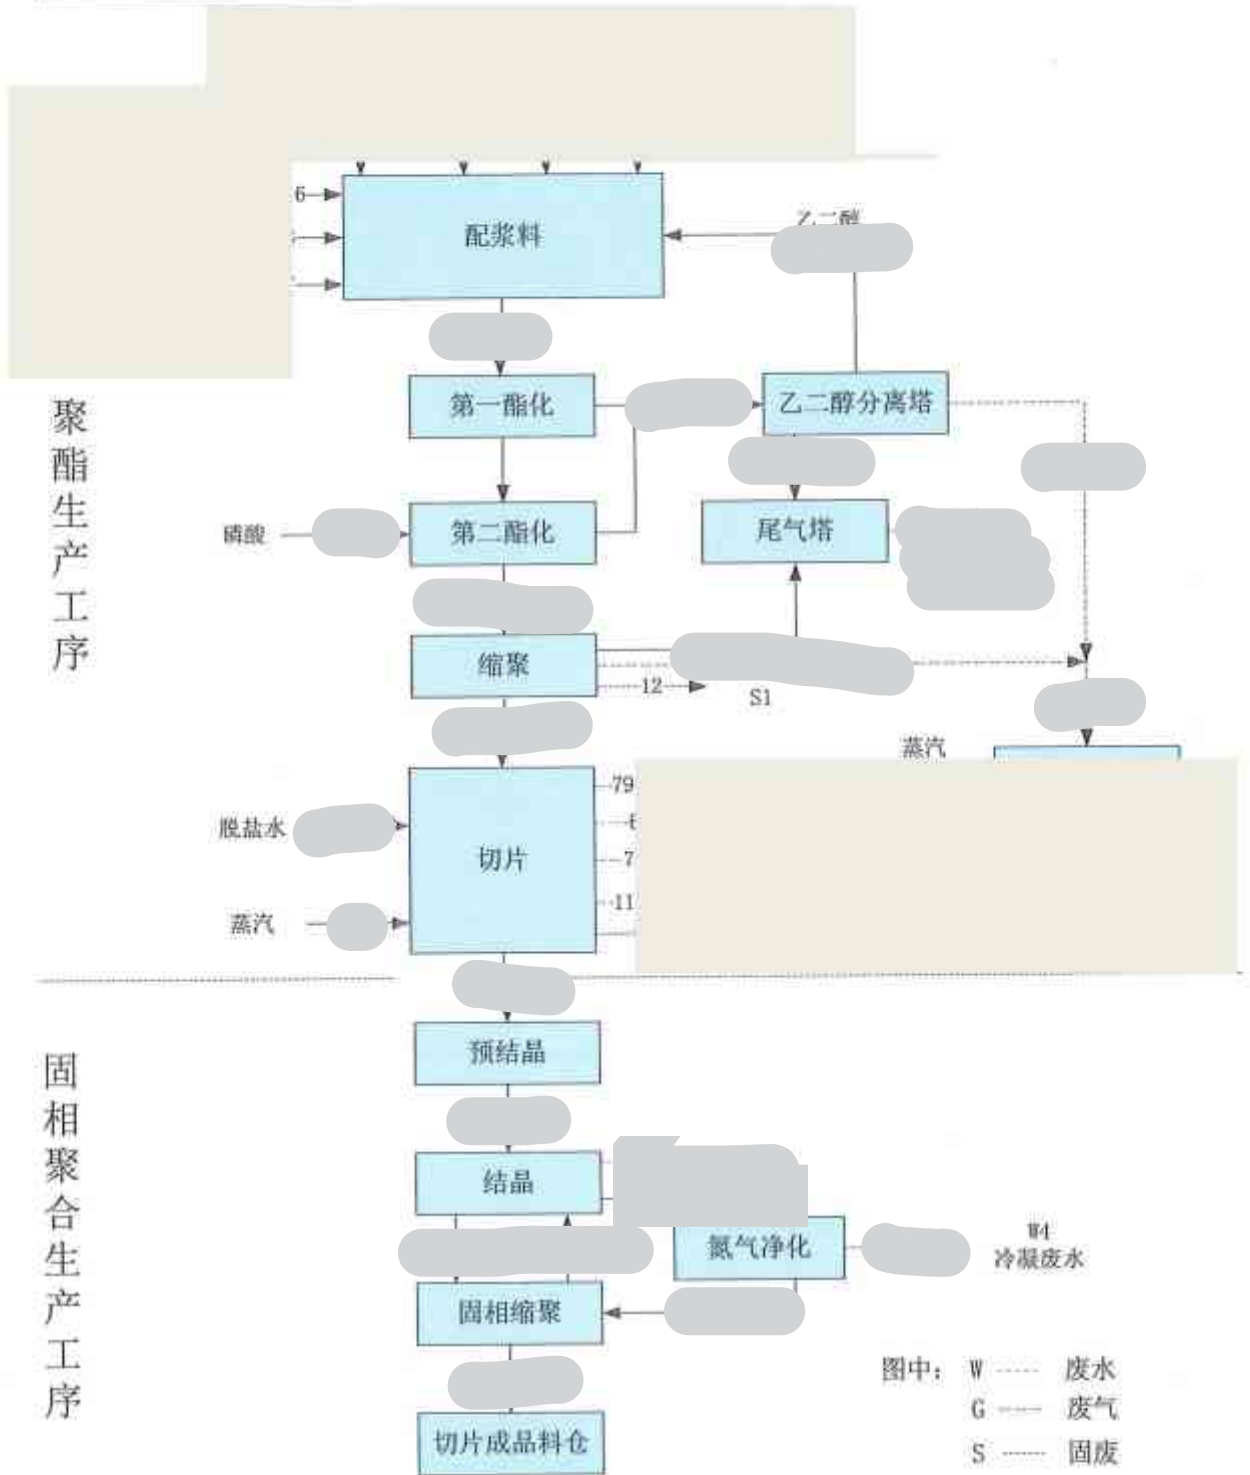 6
配浆料
乙二醇
第一酯化
乙二醇分离塔
聚酯生产工序
磷酸
第二酯化
尾气塔
缩聚
12
S1
蒸汽
79
脱盐水
切片
7
11
蒸汽
预结晶
固相聚合生产工序
结晶
氮气净化
W4
冷凝废水
固相缩聚
图中: W 废水
G 废气
S 固废
切片成品料仓